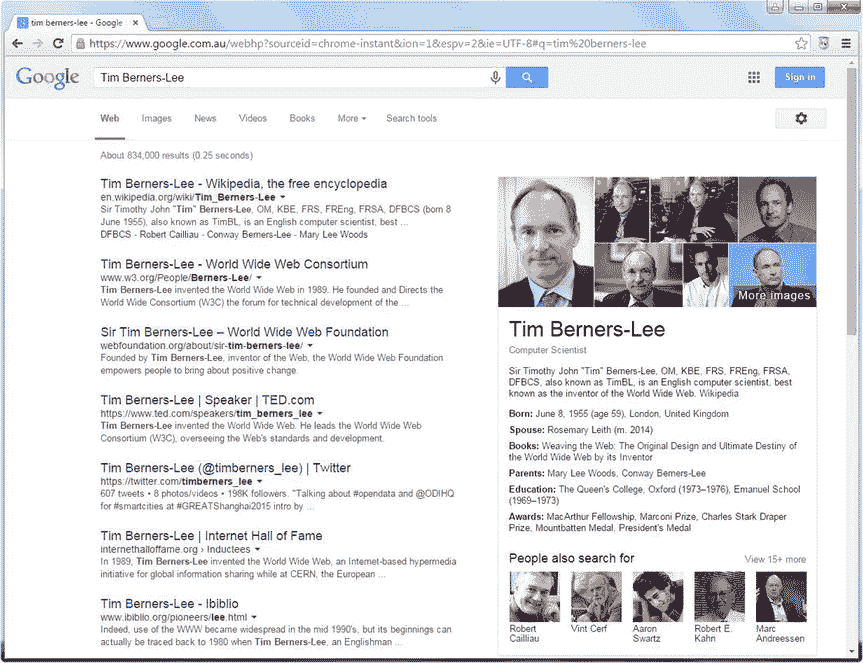 tim berners-lee - Google
https://www.google.com.au/webhp?sourceid=chrome-instant&ion=1&espv=2&ie=UTF-8#q=tim%20berners-lee
Google
Tim Berners-Lee
Sign in
Web Images News Videos Books More Search tools
About 834,000 results (0.25 seconds)
Tim Berners-Lee - Wikipedia, the free encyclopedia
en.wikipedia.org/wiki/Tim_Berners-Lee
Sir Timothy John "Tim" Berners-Lee, OM, KBE, FRS, FREng, FRSA, DFBCS (born 8
June 1955), also known as TimBL, is an English computer scientist, best ...
DFBCS - Robert Cailliau - Conway Berners-Lee - Mary Lee Woods
Tim Berners-Lee - World Wide Web Consortium
www.w3.org/People/Berners-Lee/
Tim Berners-Lee invented the World Wide Web in 1989. He founded and Directs the
World Wide Consortium (W3C) the forum for technical development of the ...
Sir Tim Berners-Lee – World Wide Web Foundation
webfoundation.org/about/sir-tim-berners-lee/
Founded by Tim Berners-Lee, inventor of the Web, the World Wide Web Foundation
empowers people to bring about positive change.
Tim Berners-Lee | Speaker | TED.com
https://www.ted.com/speakers/tim_berners_lee
Tim Berners-Lee invented the World Wide Web. He leads the World Wide Web
Consortium (W3C), overseeing the Web's standards and development.
Tim Berners-Lee (@timberners_lee) | Twitter
https://twitter.com/timberners_lee
607 tweets • 8 photos/videos • 198K followers. "Talking about #opendata and @ODIHQ
for #smartcities at #GREATShanghai2015 intro by ...
Tim Berners-Lee | Internet Hall of Fame
internethalloffame.org › Inductees
In 1989, Tim Berners-Lee invented the World Wide Web, an Internet-based hypermedia
initiative for global information sharing while at CERN, the European ...
Tim Berners-Lee - Ibiblio
www.ibiblio.org/pioneers/lee.html
Indeed, use of the WWW became widespread in the mid 1990's, but its beginnings can
actually be traced back to 1980 when Tim Berners-Lee, an Englishman ...
More images
Tim Berners-Lee
Computer Scientist
Sir Timothy John "Tim" Berners-Lee, OM, KBE, FRS, FREng, FRSA,
DFBCS, also known as TimBL, is an English computer scientist, best
known as the inventor of the World Wide Web. Wikipedia
Born: June 8, 1955 (age 59), London, United Kingdom
Spouse: Rosemary Leith (m. 2014)
Books: Weaving the Web: The Original Design and Ultimate Destiny of
the World Wide Web by its Inventor
Parents: Mary Lee Woods, Conway Berners-Lee
Education: The Queen's College, Oxford (1973–1976), Emanuel School
(1969–1973)
Awards: MacArthur Fellowship, Marconi Prize, Charles Stark Draper
Prize, Mountbatten Medal, President's Medal
People also search for
View 15+ more
Robert
Cailliau
Vint Cerf
Aaron
Swartz
Robert E.
Kahn
Marc
Andreessen